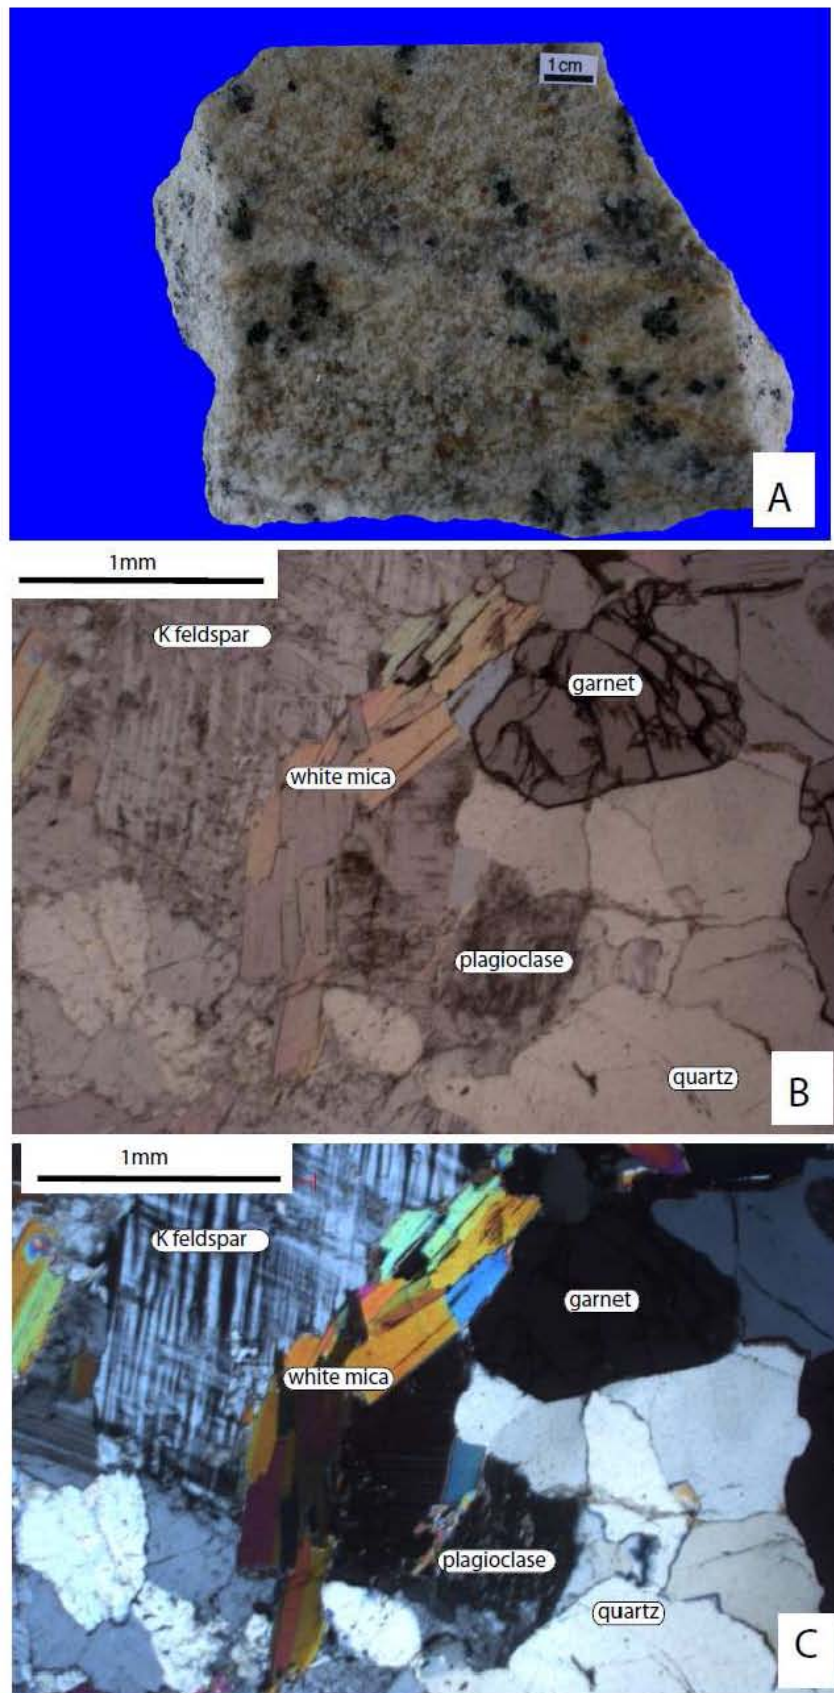 1cm
A
1mm
K feldspar
garnet
white mica
plagioclase
quartz
B
1mm
K feldspar
garnet
white mica
plagioclase
quartz
C